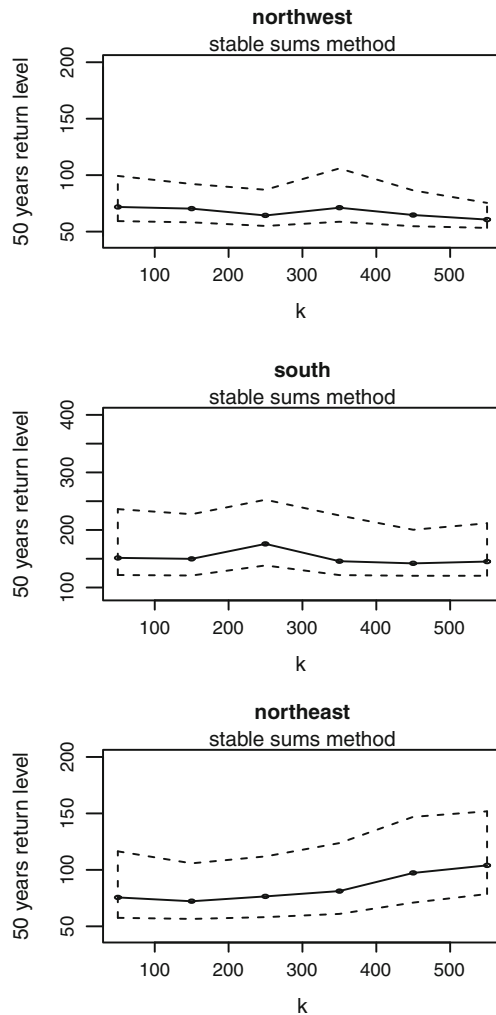 northwest
stable sums method
50 years return level
200
150
100
50
100 200 300 400 500
k
south
stable sums method
50 years return level
400
300
200
100
100 200 300 400 500
k
northeast
stable sums method
50 years return level
200
150
100
50
100 200 300 400 500
k